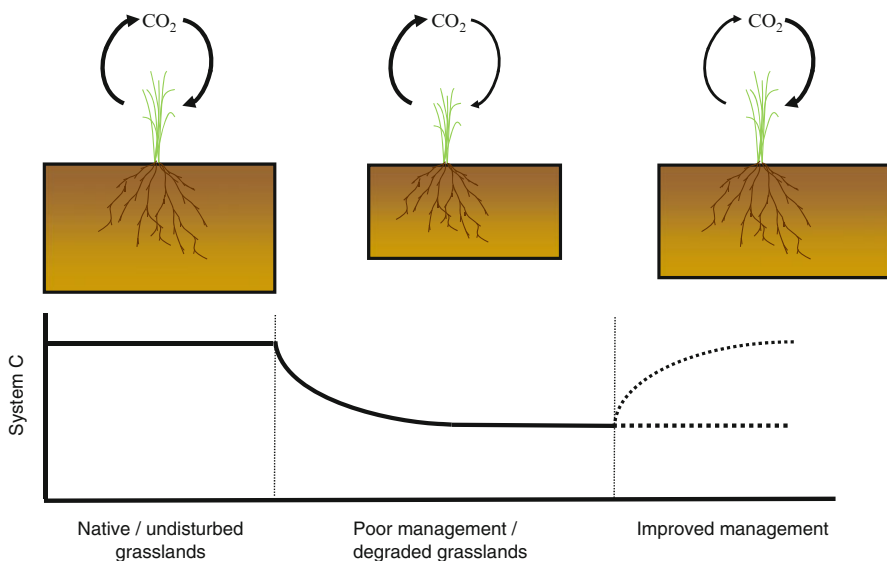 CO₂
CO₂
CO₂
System C
Native / undisturbed
grasslands
Poor management /
degraded grasslands
Improved management